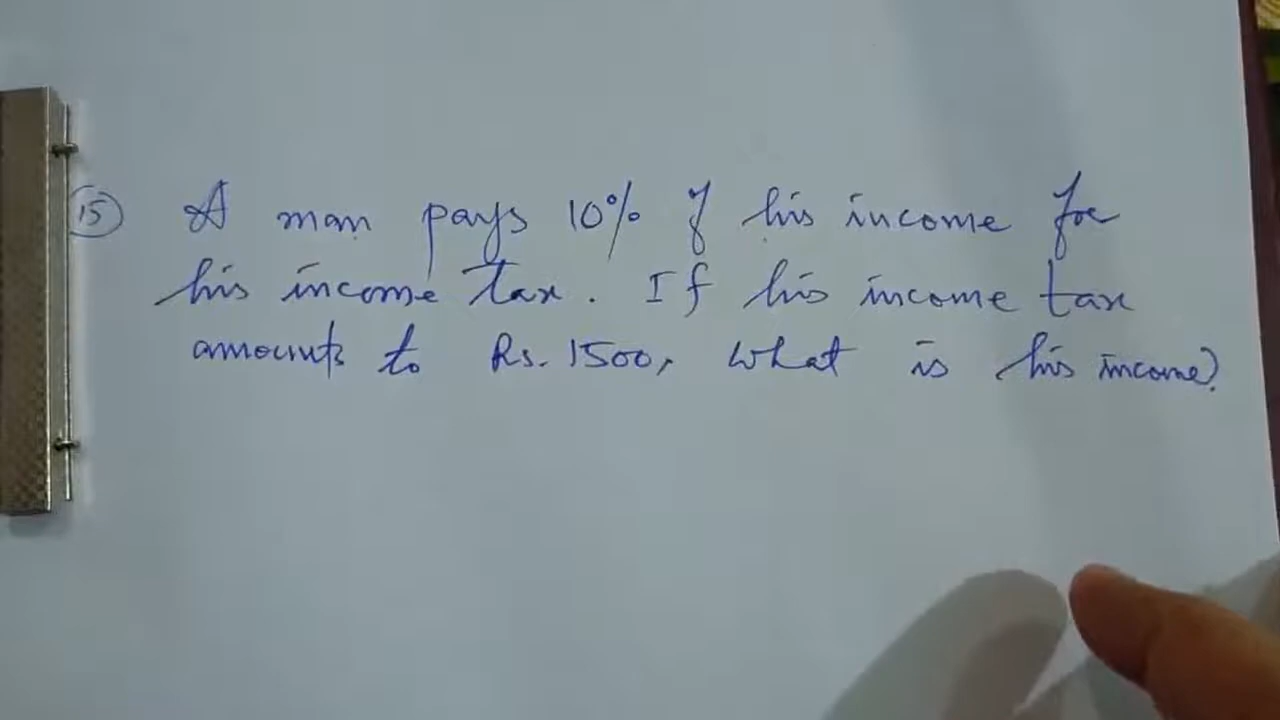 15 A man pays 10% of his income for
his income tax. If his income tax
amounts to Rs. 1500, what is his income?